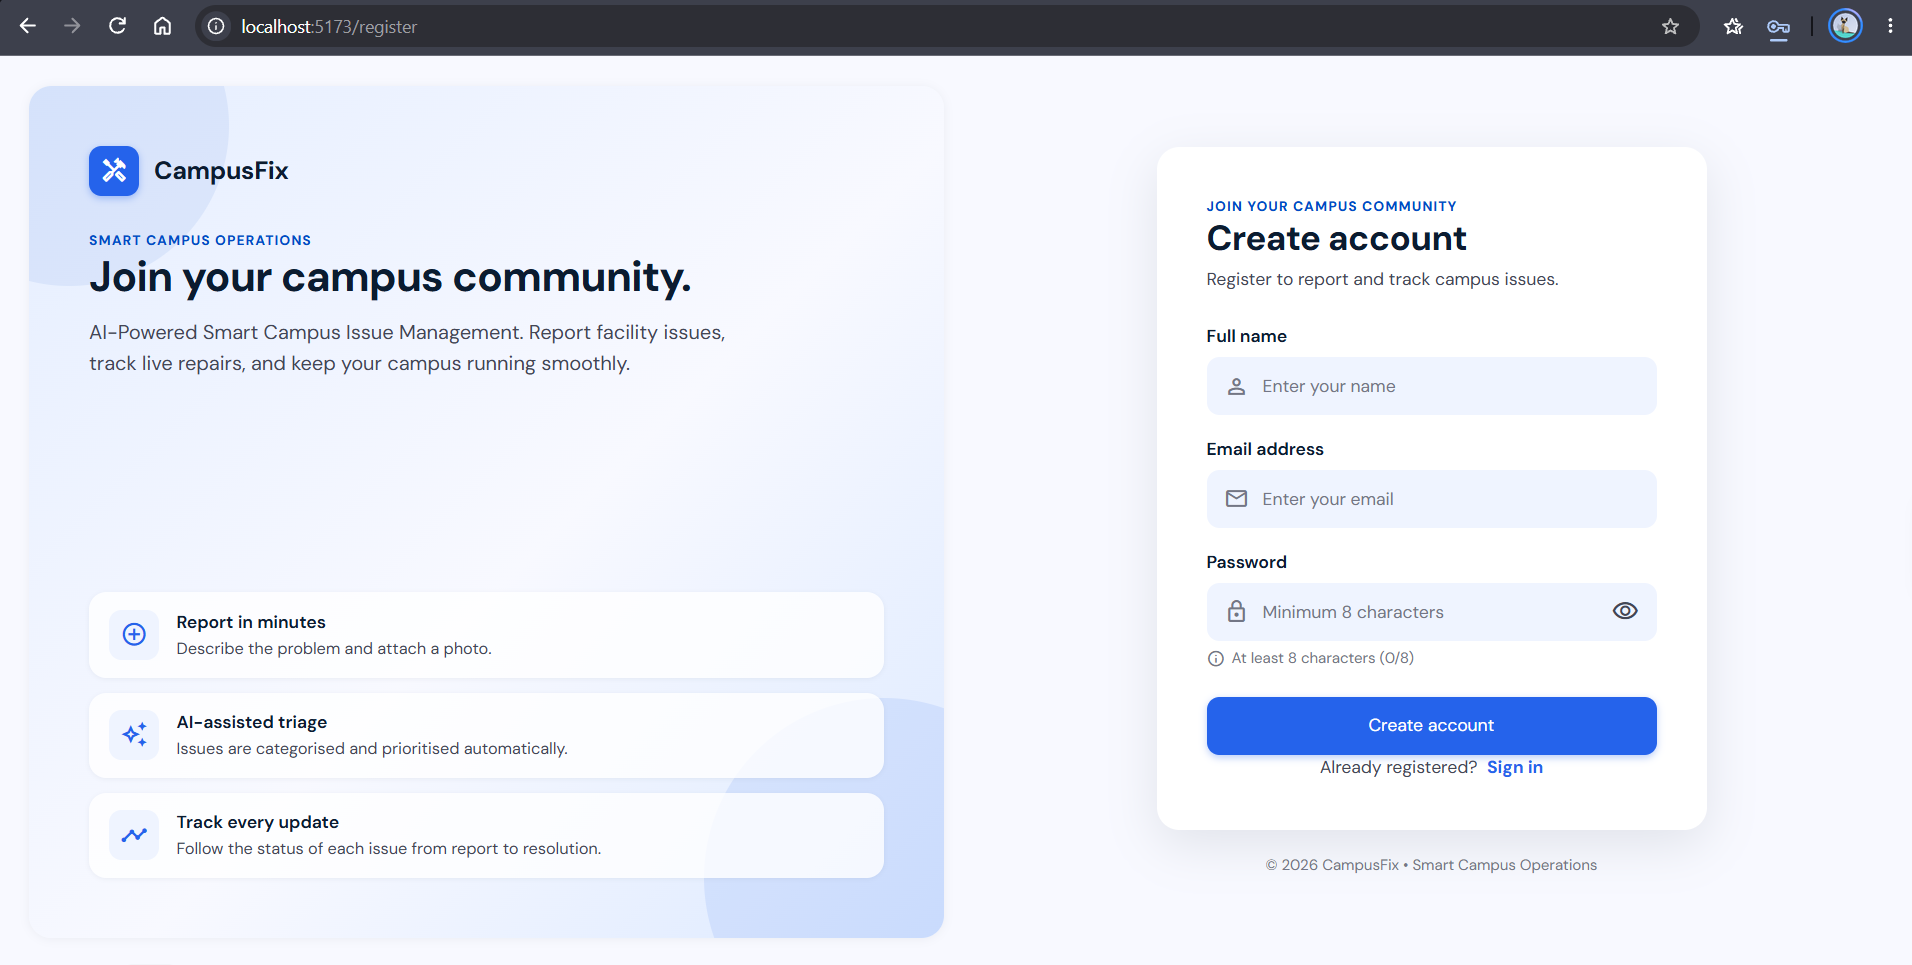 localhost:5173/register
CampusFix
SMART CAMPUS OPERATIONS
Join your campus community.
AI-Powered Smart Campus Issue Management. Report facility issues,
track live repairs, and keep your campus running smoothly.
Report in minutes
Describe the problem and attach a photo.
AI-assisted triage
Issues are categorised and prioritised automatically.
Track every update
Follow the status of each issue from report to resolution.
JOIN YOUR CAMPUS COMMUNITY
Create account
Register to report and track campus issues.
Full name
Enter your name
Email address
Enter your email
Password
Minimum 8 characters
At least 8 characters (0/8)
Create account
Already registered? Sign in
© 2026 CampusFix • Smart Campus Operations